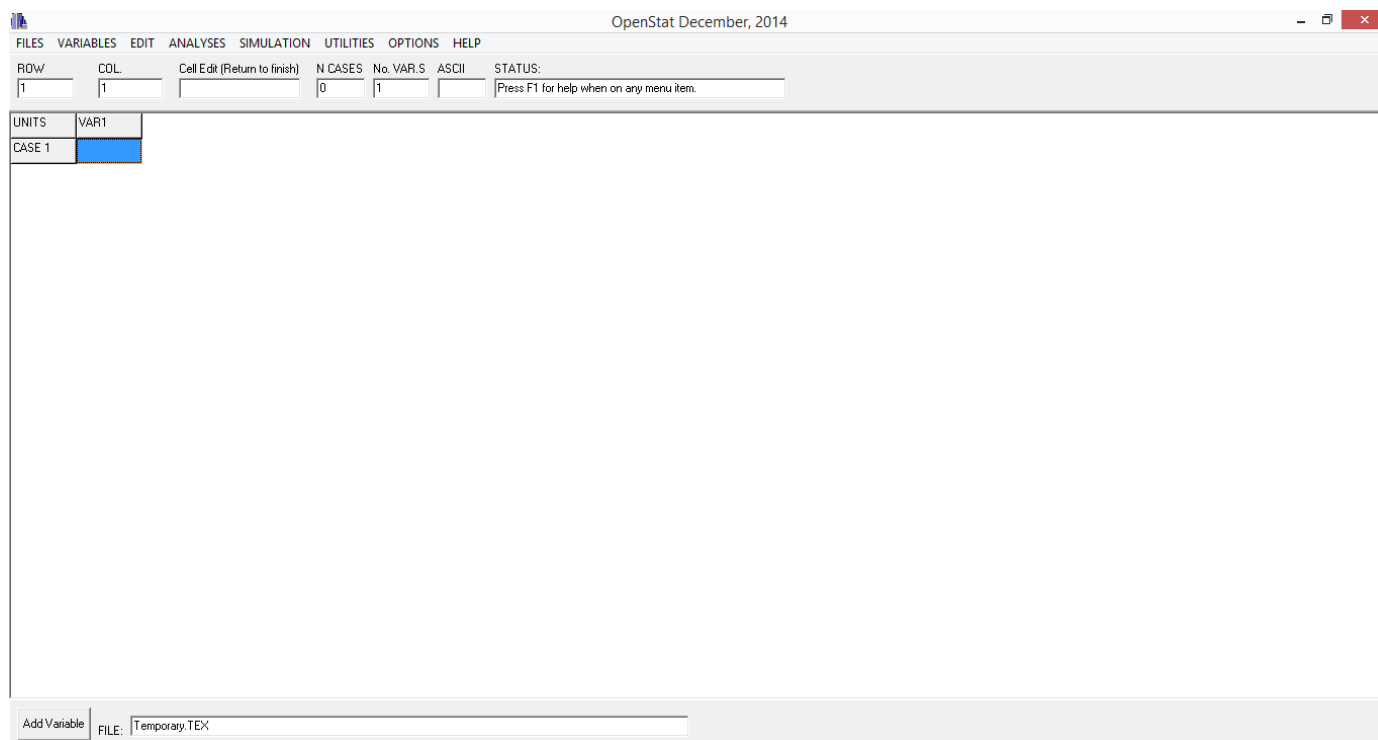 OpenStat December, 2014
FILES VARIABLES EDIT ANALYSES SIMULATION UTILITIES OPTIONS HELP
ROW COL. Cell Edit (Return to finish) N CASES No. VAR.S ASCII STATUS:
1 1 0 1 Press F1 for help when on any menu item.
UNITS VAR1
CASE 1
Add Variable FILE: Temporary.TEX